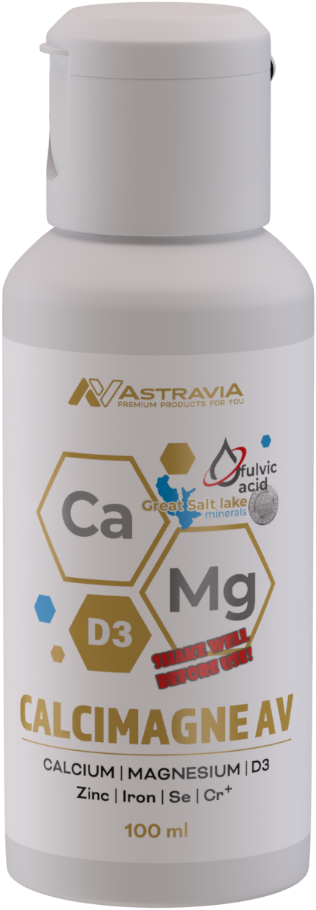 ASTRAVIA
PREMIUM PRODUCTS FOR YOU
fulvic
acid
Ca
Great Salt lake
minerals
Mg
D3
SHAKE WELL
BEFORE USE!
CALCIMAGNE AV
CALCIUM | MAGNESIUM | D3
Zinc | Iron | Se | Cr⁺
100 ml